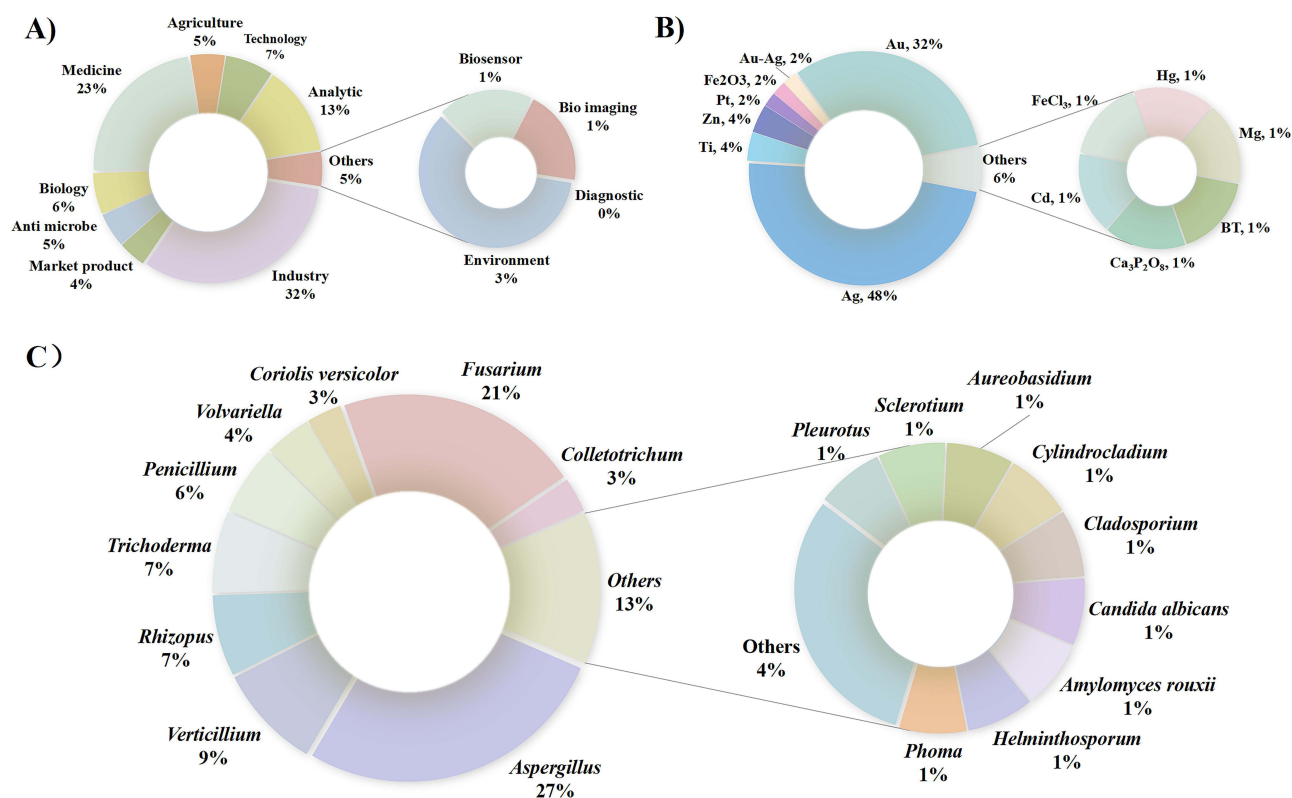 A)
Agriculture
5%
Technology
7%
Medicine
23%
Analytic
13%
Others
5%
Biology
6%
Anti microbe
5%
Market product
4%
Industry
32%
Biosensor
1%
Bio imaging
1%
Diagnostic
0%
Environment
3%
B)
Au, 32%
Au-Ag, 2%
Fe2O3, 2%
Pt, 2%
Zn, 4%
Ti, 4%
Others
6%
Ag, 48%
Hg, 1%
FeCl₃, 1%
Mg, 1%
Cd, 1%
BT, 1%
Ca₃P₂O₈, 1%
C）
Fusarium
21%
Coriolis versicolor
3%
Volvariella
4%
Colletotrichum
3%
Penicillium
6%
Trichoderma
7%
Others
13%
Rhizopus
7%
Verticillium
9%
Aspergillus
27%
Aureobasidium
1%
Sclerotium
1%
Pleurotus
1%
Cylindrocladium
1%
Cladosporium
1%
Candida albicans
1%
Others
4%
Amylomyces rouxii
1%
Helminthosporum
1%
Phoma
1%